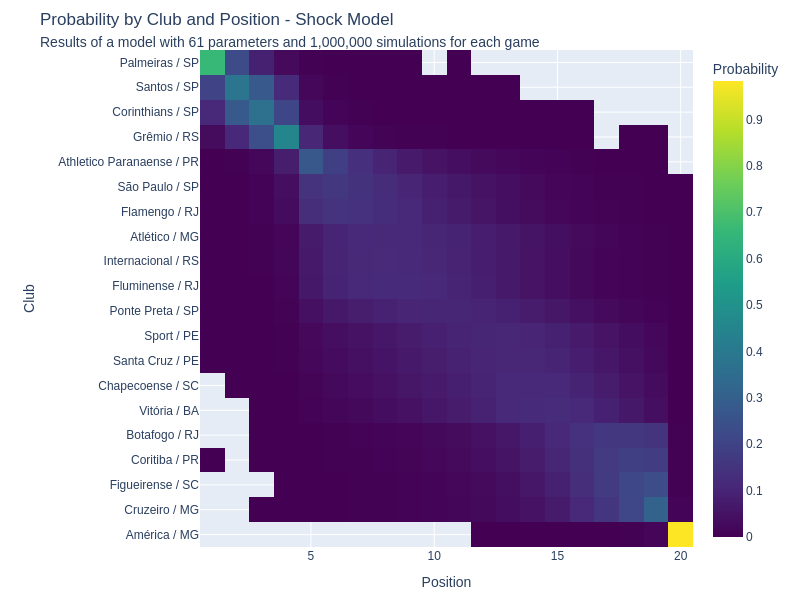 Probability by Club and Position - Shock Model
Results of a model with 61 parameters and 1,000,000 simulations for each game
Palmeiras / SP
Santos / SP
Corinthians / SP
Grêmio / RS
Athletico Paranaense / PR
São Paulo / SP
Flamengo / RJ
Atlético / MG
Internacional / RS
Fluminense / RJ
Ponte Preta / SP
Sport / PE
Santa Cruz / PE
Chapecoense / SC
Vitória / BA
Botafogo / RJ
Coritiba / PR
Figueirense / SC
Cruzeiro / MG
América / MG
Club
5
10
15
20
Position
Probability
0.9
0.8
0.7
0.6
0.5
0.4
0.3
0.2
0.1
0